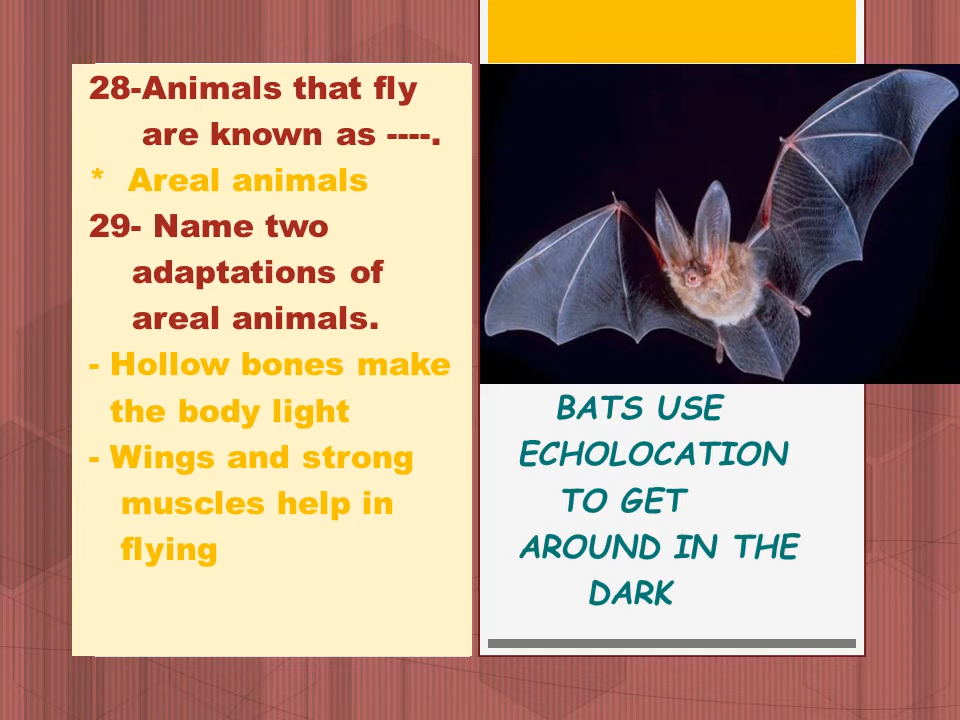 28-Animals that fly
are known as ----.
* Areal animals
29- Name two
adaptations of
areal animals.
- Hollow bones make
the body light
- Wings and strong
muscles help in
flying
BATS USE
ECHOLOCATION
TO GET
AROUND IN THE
DARK